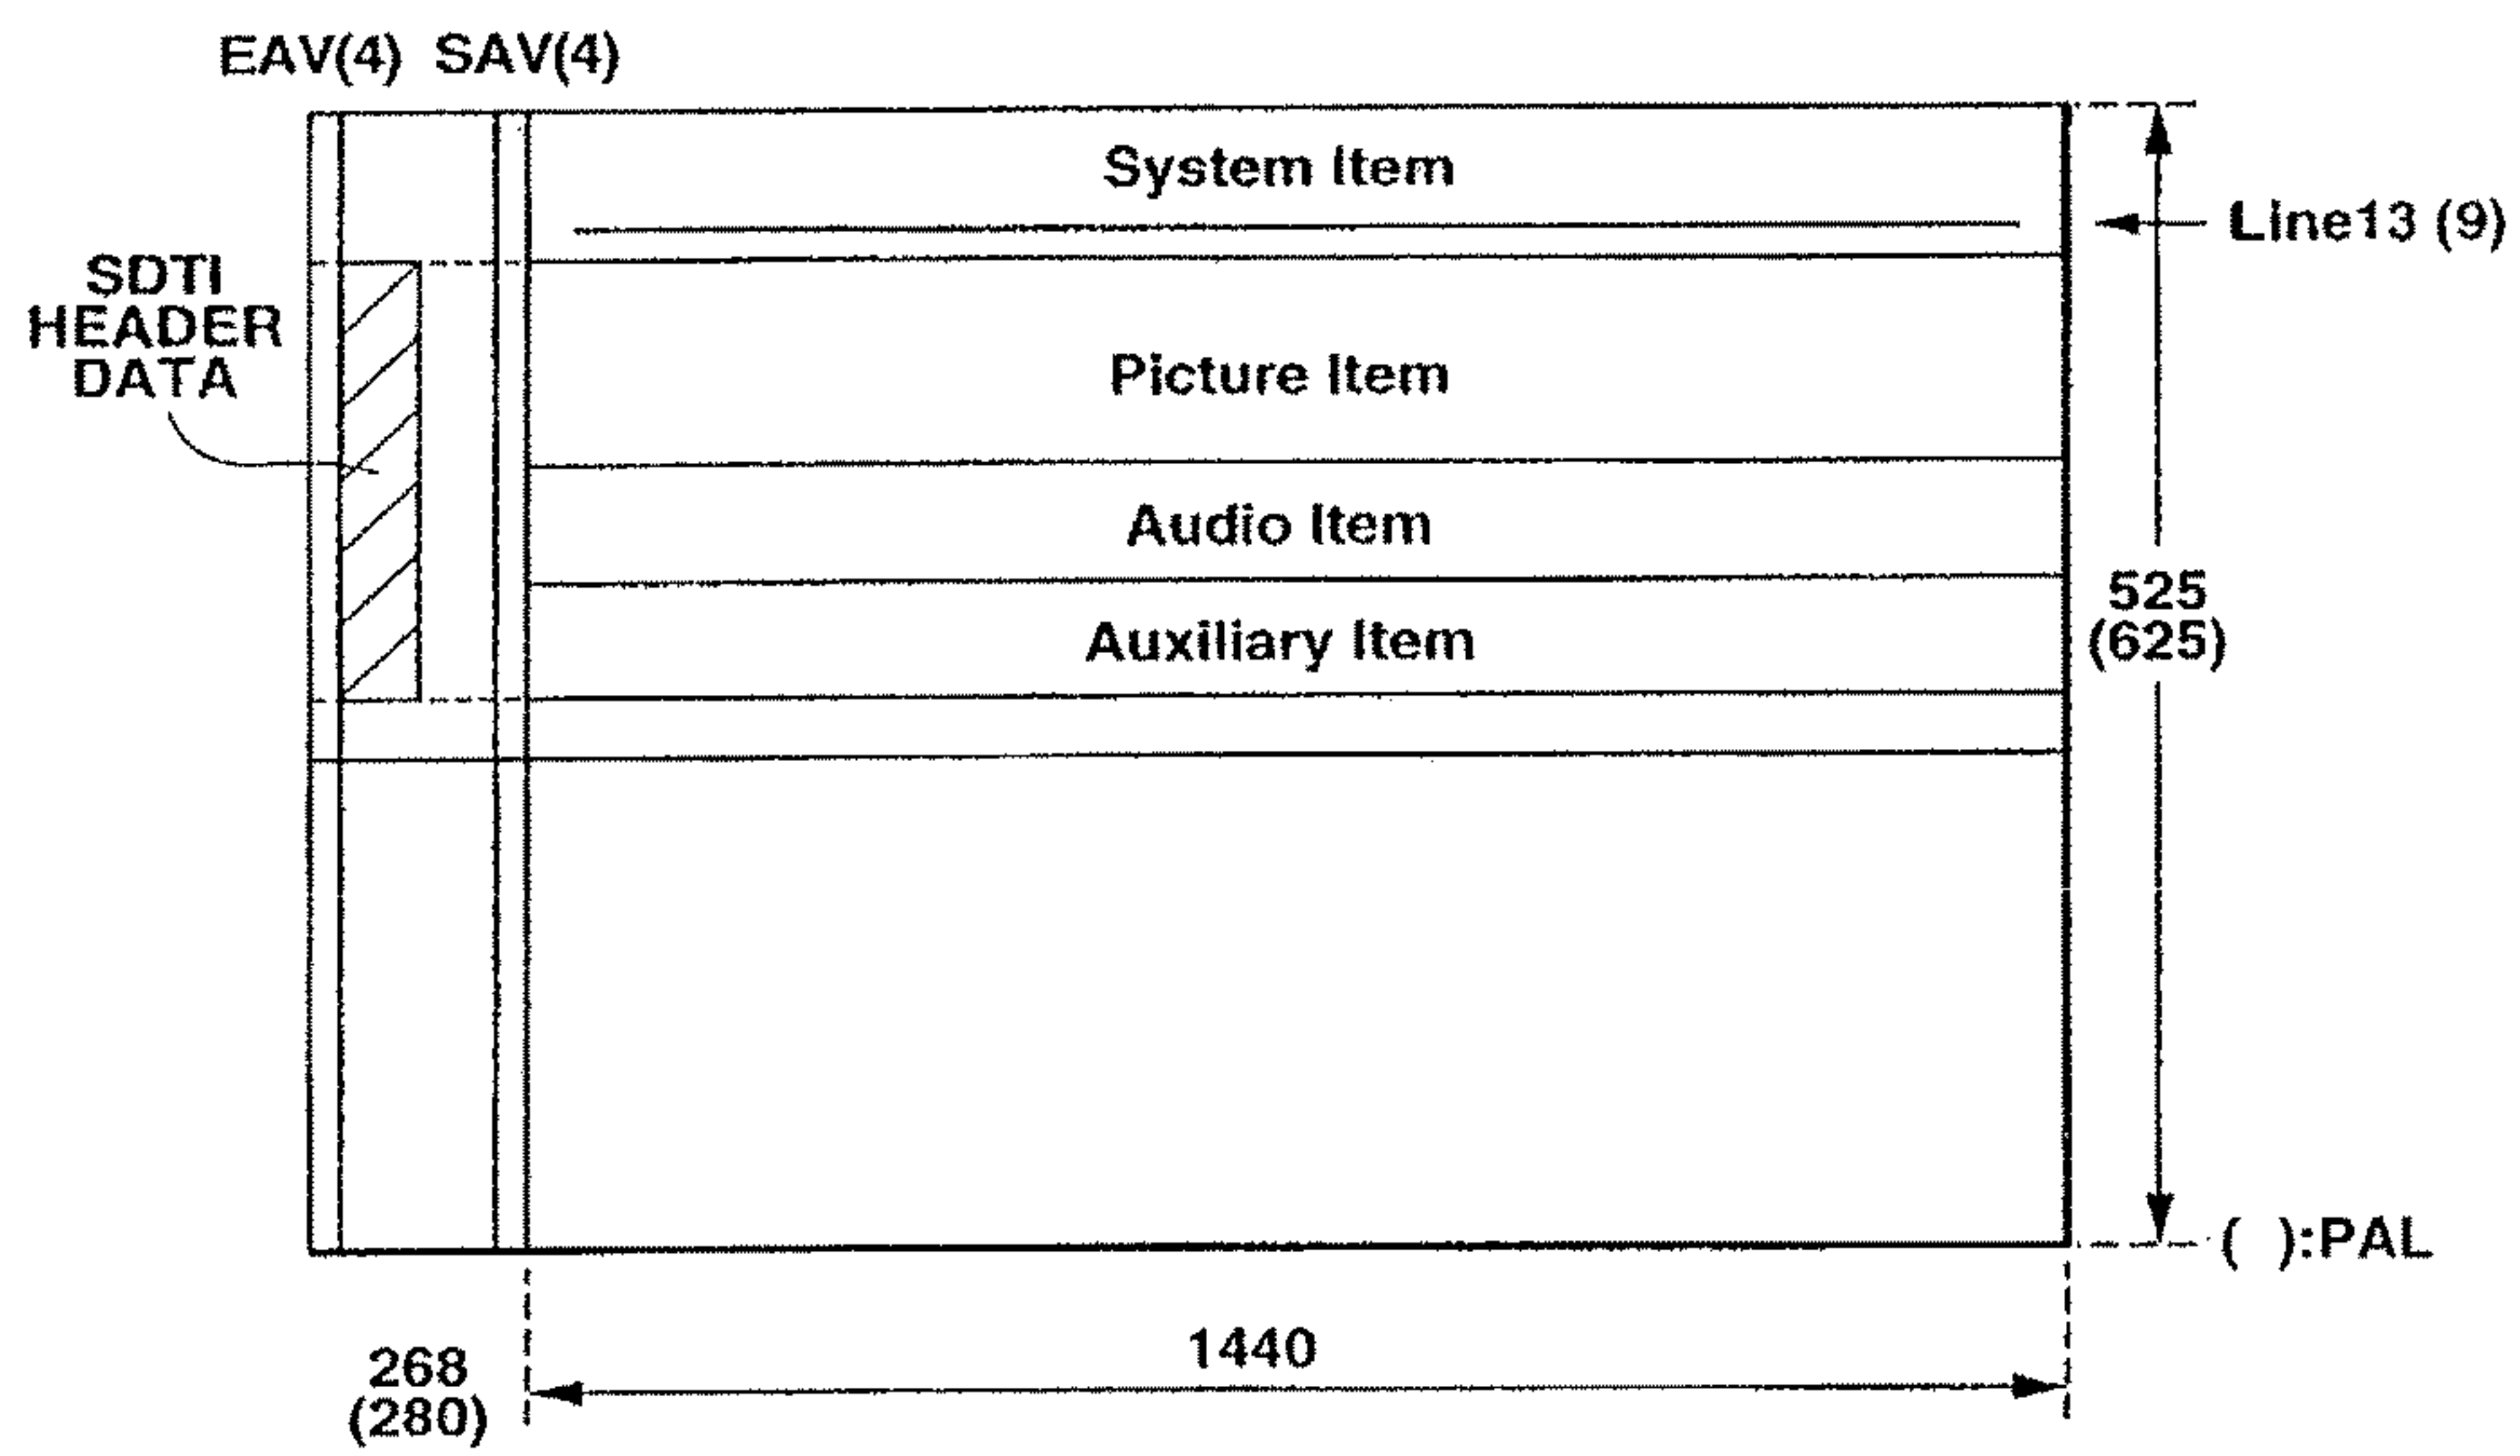 EAV(4) SAV(4)
System Item
Line13 (9)
SDTI
HEADER
DATA
Picture Item
Audio Item
525
(625)
Auxiliary Item
( ):PAL
1440
268
(280)